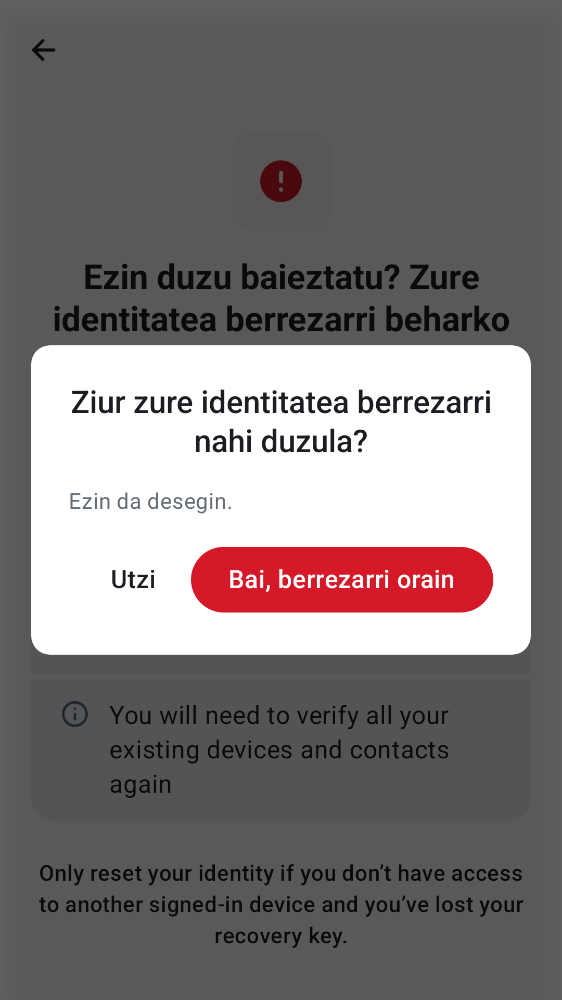 Ezin duzu baieztatu? Zure
identitatea berrezarri beharko
Ziur zure identitatea berrezarri
nahi duzula?
Ezin da desegin.
Utzi
Bai, berrezarri orain
You will need to verify all your
existing devices and contacts
again
Only reset your identity if you don’t have access
to another signed-in device and you’ve lost your
recovery key.